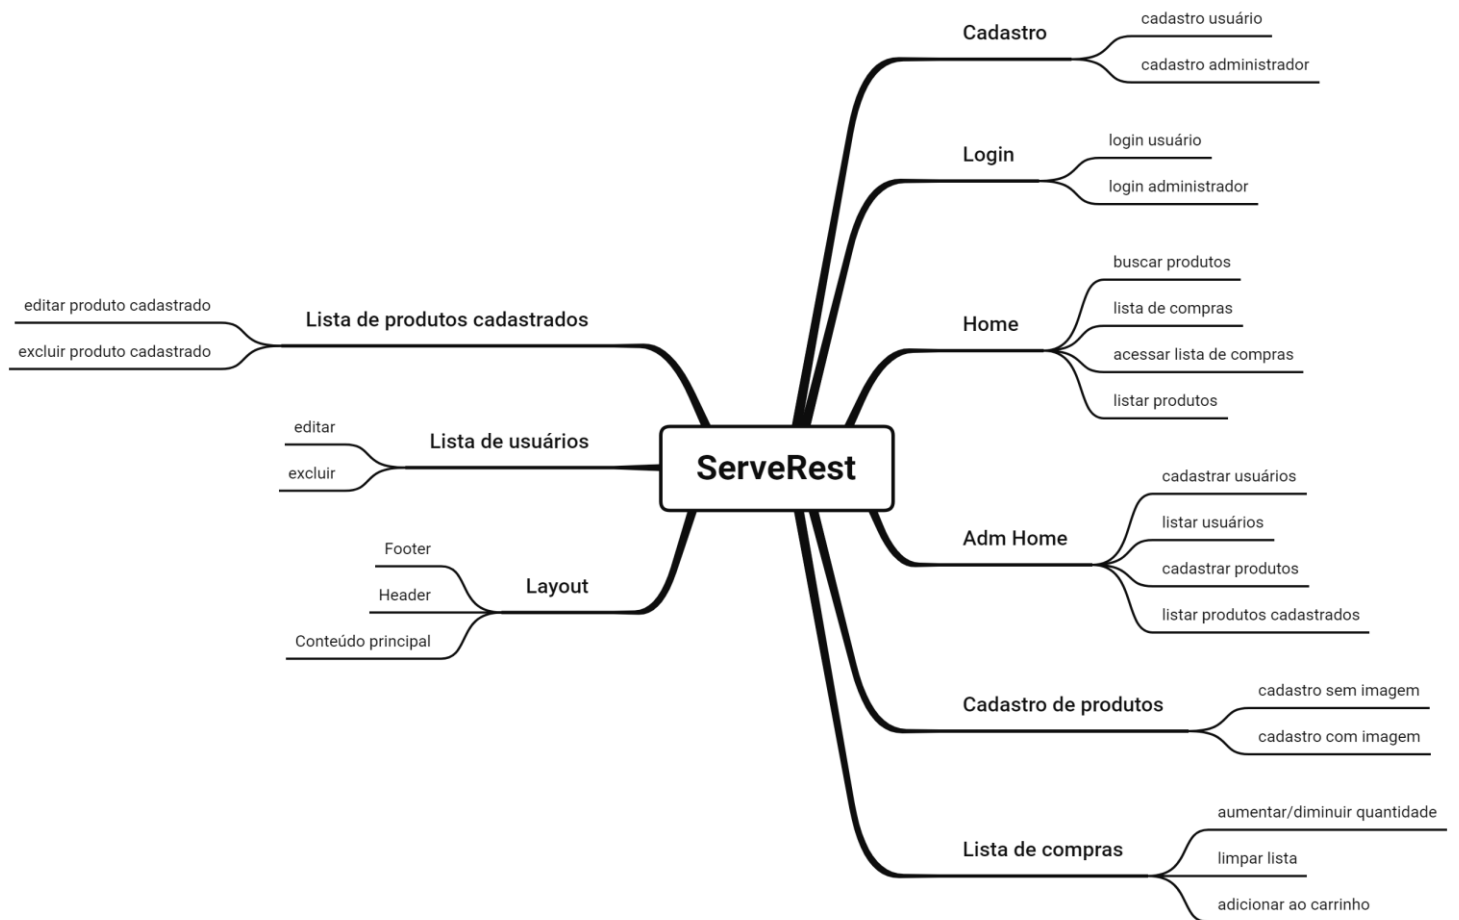 ServeRest
Cadastro
cadastro usuário
cadastro administrador
Login
login usuário
login administrador
Home
buscar produtos
lista de compras
acessar lista de compras
listar produtos
Adm Home
cadastrar usuários
listar usuários
cadastrar produtos
listar produtos cadastrados
Cadastro de produtos
cadastro sem imagem
cadastro com imagem
Lista de compras
aumentar/diminuir quantidade
limpar lista
adicionar ao carrinho
Lista de produtos cadastrados
editar produto cadastrado
excluir produto cadastrado
Lista de usuários
editar
excluir
Layout
Footer
Header
Conteúdo principal